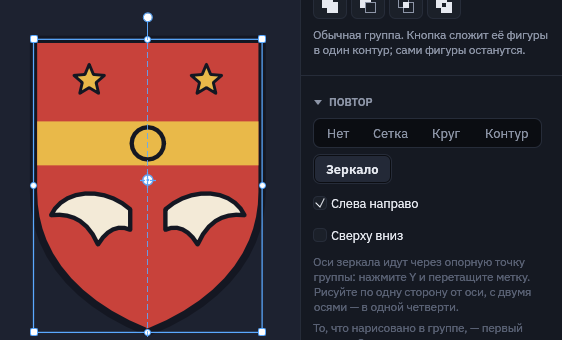 Обычная группа. Кнопка сложит её фигуры
в один контур; сами фигуры останутся.
ПОВТОР
Нет Сетка Круг Контур
Зеркало
Слева направо
Сверху вниз
Оси зеркала идут через опорную точку
группы: нажмите Y и перетащите метку.
Рисуйте по одну сторону от оси, с двумя
осями — в одной четверти.
То, что нарисовано в группе, — первый